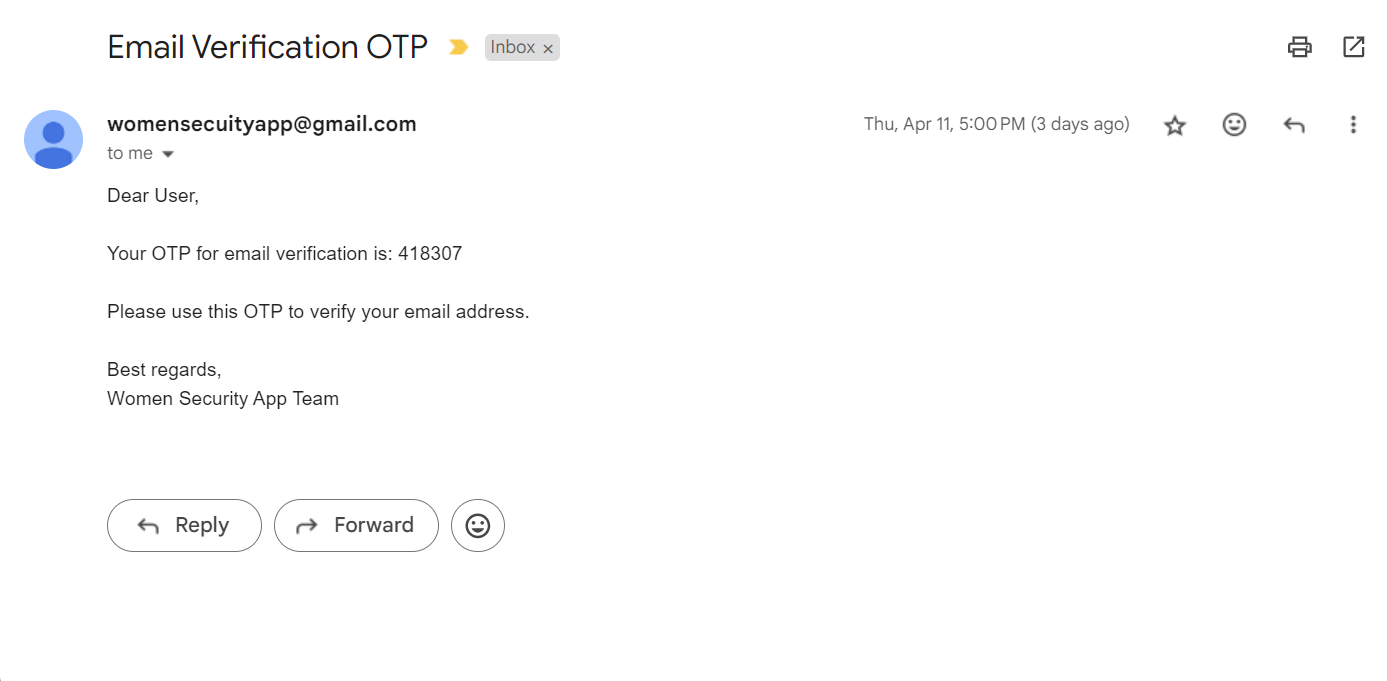 Email Verification OTP Inbox ×
womensecuityapp@gmail.com Thu, Apr 11, 5:00 PM (3 days ago)
to me
Dear User,
Your OTP for email verification is: 418307
Please use this OTP to verify your email address.
Best regards,
Women Security App Team
Reply Forward